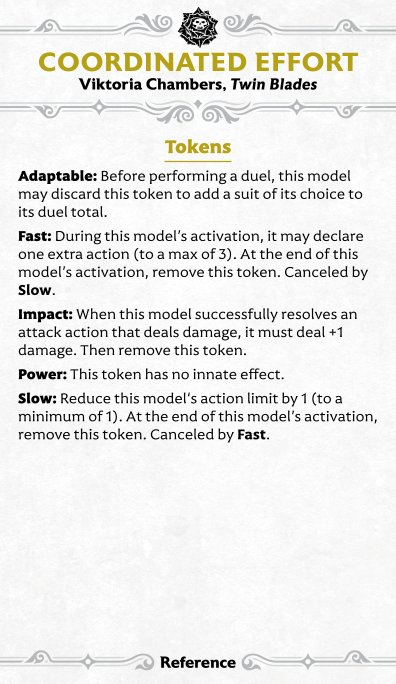 COORDINATED EFFORT
Viktoria Chambers, Twin Blades
Tokens
Adaptable: Before performing a duel, this model
may discard this token to add a suit of its choice to
its duel total.
Fast: During this model's activation, it may declare
one extra action (to a max of 3). At the end of this
model's activation, remove this token. Canceled by
Slow.
Impact: When this model successfully resolves an
attack action that deals damage, it must deal +1
damage. Then remove this token.
Power: This token has no innate effect.
Slow: Reduce this model's action limit by 1 (to a
minimum of 1). At the end of this model's activation,
remove this token. Canceled by Fast.
Reference